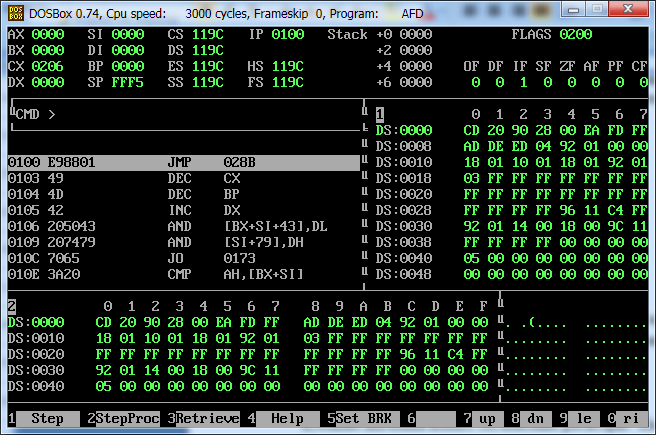 DOSBox 0.74, Cpu speed: 3000 cycles, Frameskip 0, Program: AFD
AX 0000 SI 0000 CS 119C IP 0100 Stack +0 0000 FLAGS 0200
BX 0000 DI 0000 DS 119C +2 0000
CX 0206 BP 0000 ES 119C HS 119C +4 0000 OF DF IF SF ZF AF PF CF
DX 0000 SP FFF5 SS 119C FS 119C +6 0000 0 0 1 0 0 0 0 0
CMD >
1 0 1 2 3 4 5 6 7
DS:0000 CD 20 90 28 00 EA FD FF
DS:0008 AD DE ED 04 92 01 00 00
0100 E98801 JMP 028B DS:0010 18 01 10 01 18 01 92 01
0103 49 DEC CX DS:0018 03 FF FF FF FF FF FF FF
0104 4D DEC BP DS:0020 FF FF FF FF FF FF FF FF
0105 42 INC DX DS:0028 FF FF FF FF 96 11 C4 FF
0106 205043 AND [BX+SI+43],DL DS:0030 92 01 14 00 18 00 9C 11
0109 207479 AND [SI+79],DH DS:0038 FF FF FF FF 00 00 00 00
010C 7065 JO 0173 DS:0040 05 00 00 00 00 00 00 00
010E 3A20 CMP AH,[BX+SI] DS:0048 00 00 00 00 00 00 00 00
2 0 1 2 3 4 5 6 7 8 9 A B C D E F
DS:0000 CD 20 90 28 00 EA FD FF AD DE ED 04 92 01 00 00 . .(.... ........
DS:0010 18 01 10 01 18 01 92 01 03 FF FF FF FF FF FF FF ........ ........
DS:0020 FF FF FF FF FF FF FF FF FF FF FF FF 96 11 C4 FF ........ ........
DS:0030 92 01 14 00 18 00 9C 11 FF FF FF FF 00 00 00 00 ........ ........
DS:0040 05 00 00 00 00 00 00 00 00 00 00 00 00 00 00 00 ........ ........
1 Step 2StepProc 3Retrieve 4 Help 5Set BRK 6 7 up 8 dn 9 le 0 ri